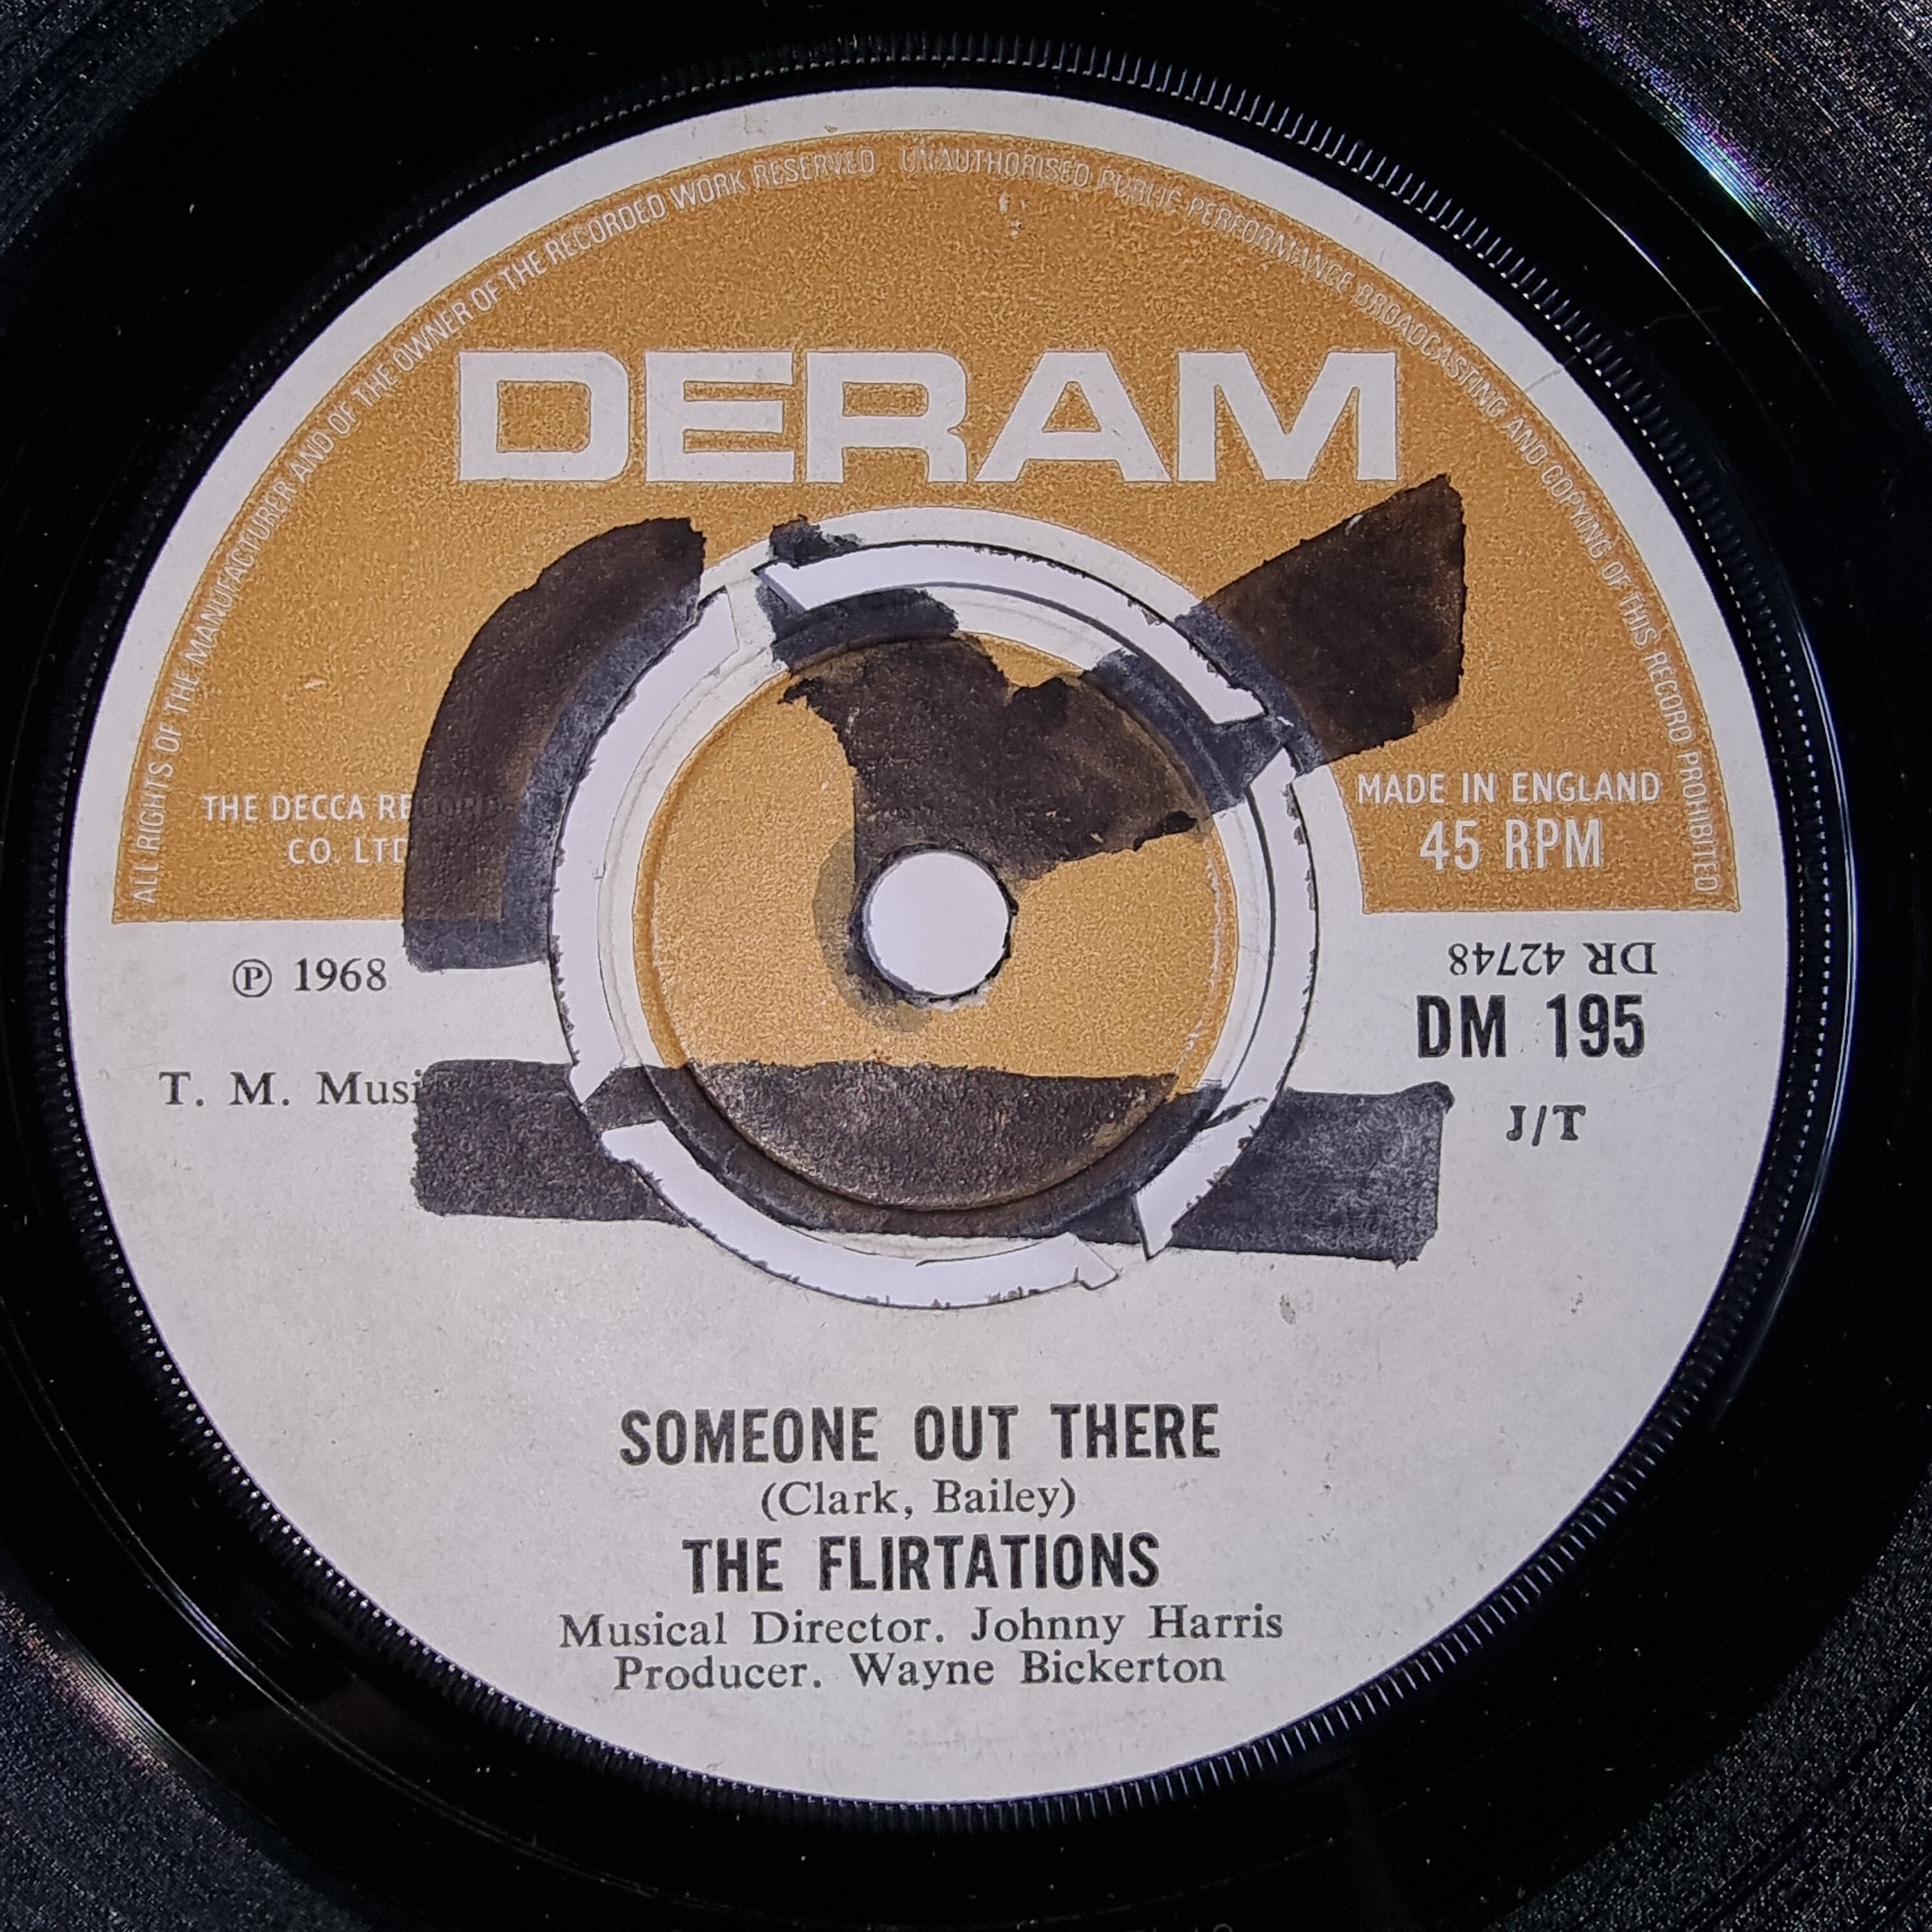 ALL RIGHTS OF THE MANUFACTURER AND OF THE OWNER OF THE RECORDED WORK RESERVED UNAUTHORISED PUBLIC PERFORMANCE BROADCASTING AND COPYING OF THIS RECORD PROHIBITED
DERAM
THE DECCA RECORD
CO. LTD
MADE IN ENGLAND
45 RPM
℗ 1968
DR 42748
DM 195
T. M. Musi
J/T
SOMEONE OUT THERE
(Clark, Bailey)
THE FLIRTATIONS
Musical Director. Johnny Harris
Producer. Wayne Bickerton